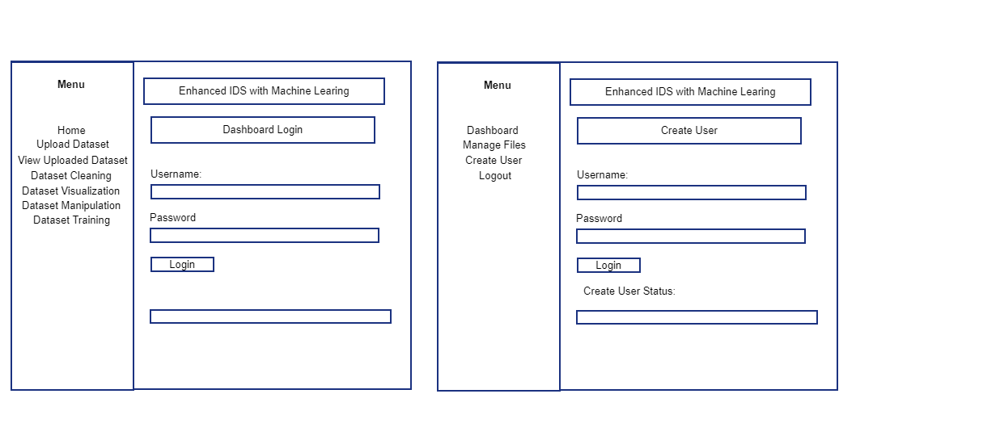 Menu
Home
Upload Dataset
View Uploaded Dataset
Dataset Cleaning
Dataset Visualization
Dataset Manipulation
Dataset Training
Enhanced IDS with Machine Learing
Dashboard Login
Username:
Password
Login
Menu
Dashboard
Manage Files
Create User
Logout
Enhanced IDS with Machine Learing
Create User
Username:
Password
Login
Create User Status: